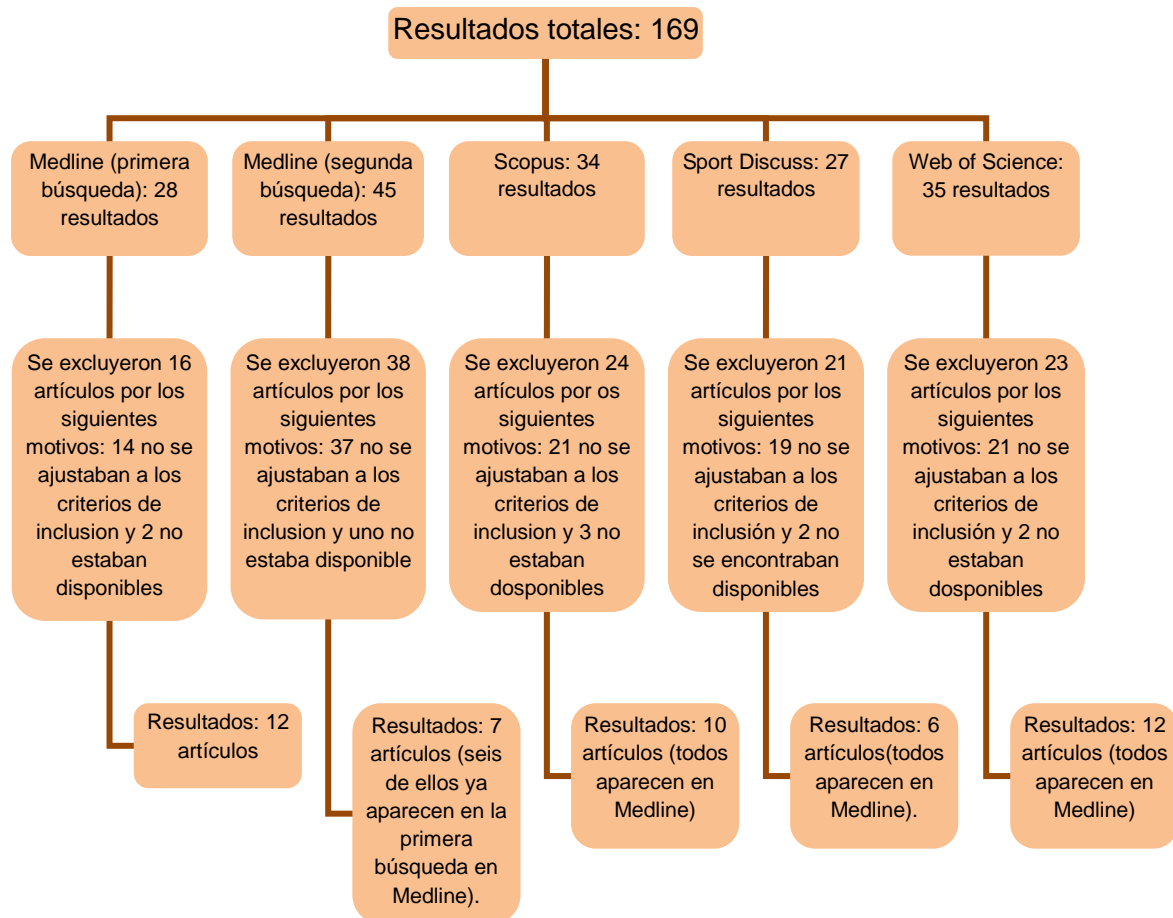 Resultados totales: 169
Medline (primera
búsqueda): 28
resultados
Medline (segunda
búsqueda): 45
resultados
Scopus: 34
resultados
Sport Discuss: 27
resultados
Web of Science:
35 resultados
Se excluyeron 16
artículos por los
siguientes
motivos: 14 no se
ajustaban a los
criterios de
inclusion y 2 no
estaban
disponibles
Se excluyeron 38
artículos por los
siguientes
motivos: 37 no se
ajustaban a los
criterios de
inclusion y uno no
estaba disponible
Se excluyeron 24
artículos por os
siguientes
motivos: 21 no se
ajustaban a los
criterios de
inclusión y 3 no
estaban
dosponibles
Se excluyeron 21
artículos por los
siguientes
motivos: 19 no se
ajustaban a los
criterios de
inclusión y 2 no
se encontraban
disponibles
Se excluyeron 23
artículos por los
siguientes
motivos: 21 no se
ajustaban a los
criterios de
inclusión y 2 no
estaban
dosponibles
Resultados: 12
artículos
Resultados: 7
artículos (seis
de ellos ya
aparecen en la
primera
búsqueda en
Medline).
Resultados: 10
artículos (todos
aparecen en
Medline)
Resultados: 6
artículos(todos
aparecen en
Medline).
Resultados: 12
artículos (todos
aparecen en
Medline)